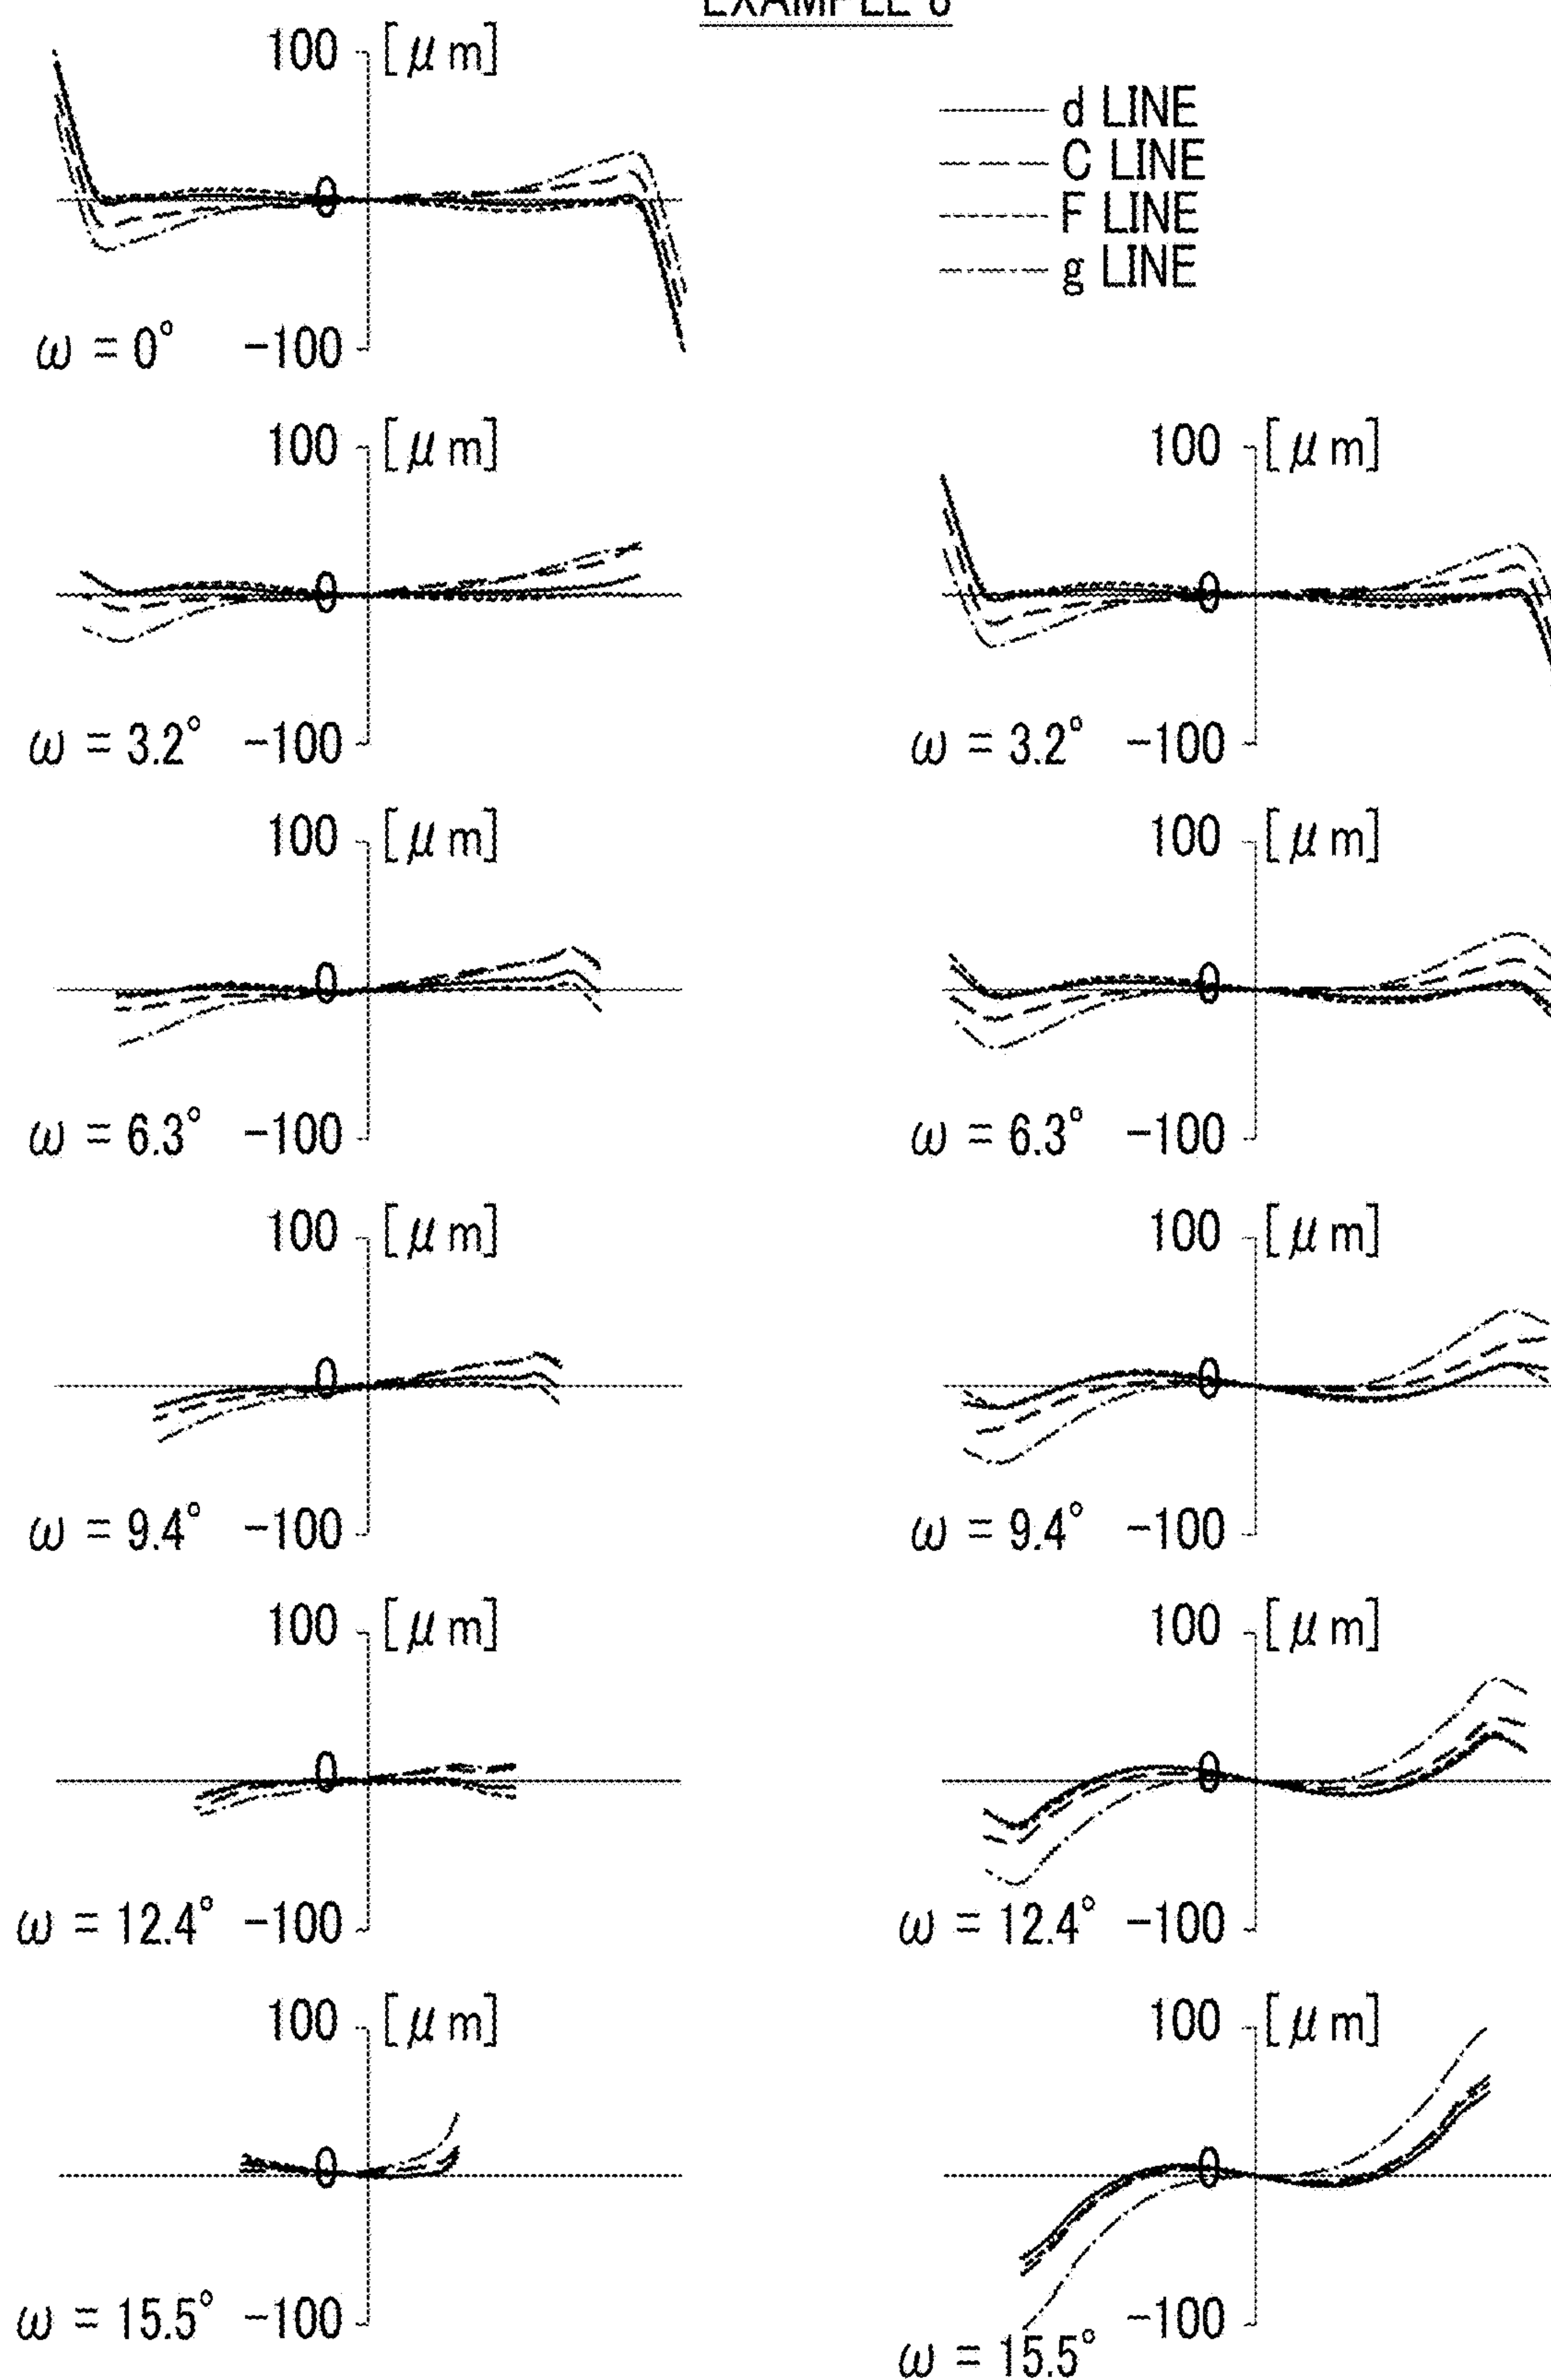 EXAMPLE
100 [μm]
0
ω = 0° -100
d LINE
C LINE
F LINE
g LINE
100 [μm]
0
ω = 3.2° -100
100 [μm]
0
ω = 3.2° -100
100 [μm]
0
ω = 6.3° -100
100 [μm]
0
ω = 6.3° -100
100 [μm]
0
ω = 9.4° -100
100 [μm]
0
ω = 9.4° -100
100 [μm]
0
ω = 12.4° -100
100 [μm]
0
ω = 12.4° -100
100 [μm]
0
ω = 15.5° -100
100 [μm]
0
ω = 15.5° -100